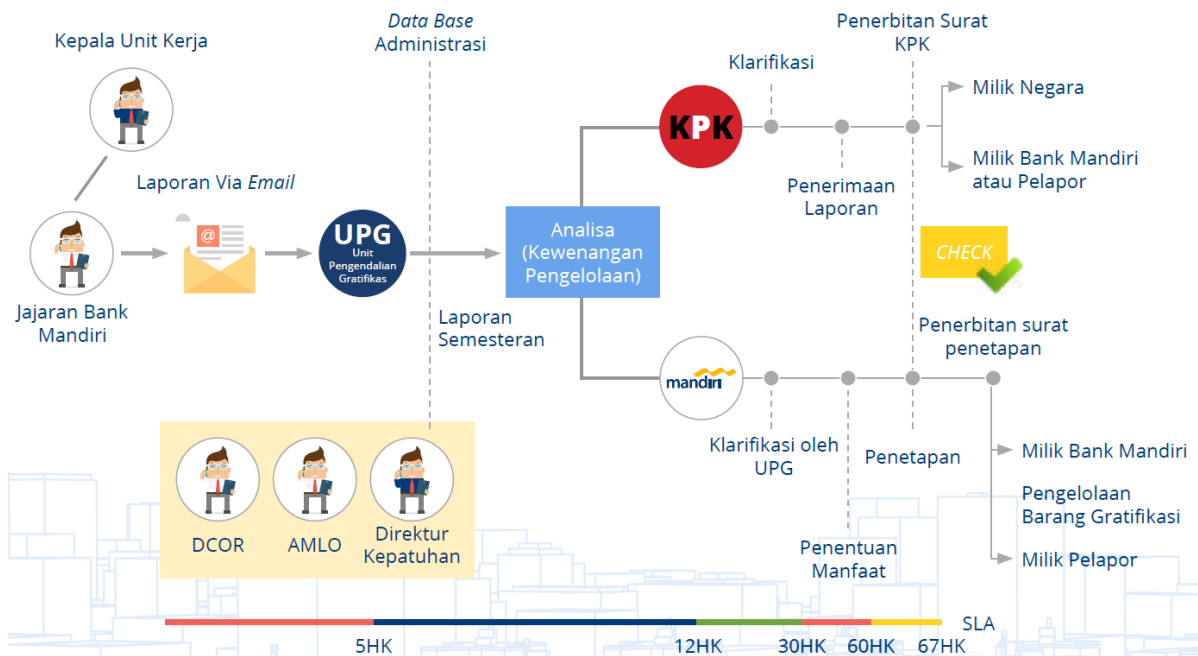 Kepala Unit Kerja
Data Base
Administrasi
Penerbitan Surat
KPK
Klarifikasi
Milik Negara
KPK
Laporan Via Email
Penerimaan
Laporan
Milik Bank Mandiri
atau Pelapor
@
UPG
Unit
Pengendalian
Gratifikas
Analisa
(Kewenangan
Pengelolaan)
CHECK
Jajaran Bank
Mandiri
Laporan
Semesteran
Penerbitan surat
penetapan
mandiri
Klarifikasi oleh
UPG
Penetapan
Milik Bank Mandiri
Pengelolaan
Barang Gratifikasi
Penentuan
Manfaat
Milik Pelapor
DCOR
AMLO
Direktur
Kepatuhan
SLA
5HK
12HK
30HK
60HK
67HK